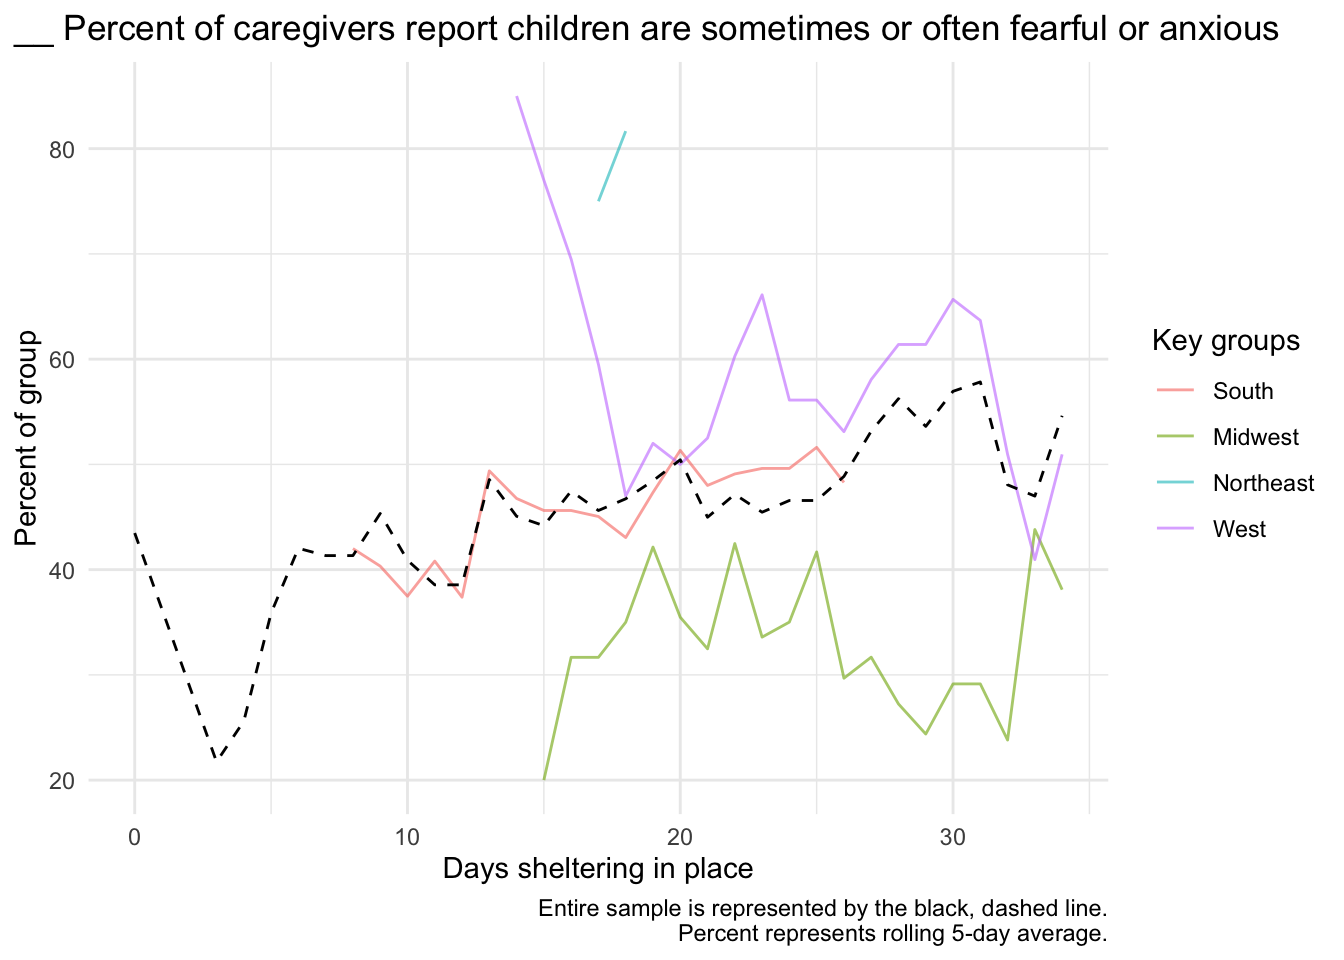 __ Percent of caregivers report children are sometimes or often fearful or anxious
Percent of group
80
60
40
20
0
10
20
30
Days sheltering in place
Key groups
South
Midwest
Northeast
West
Entire sample is represented by the black, dashed line.
Percent represents rolling 5-day average.